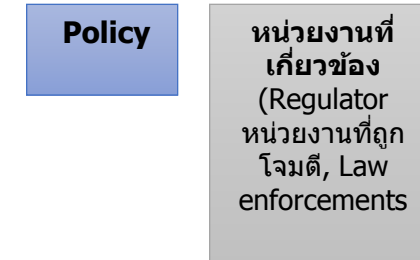 Policy
หน่วยงานที่
เกี่ยวข้อง
(Regulator
หน่วยงานที่ถูก
โจมตี, Law
enforcements